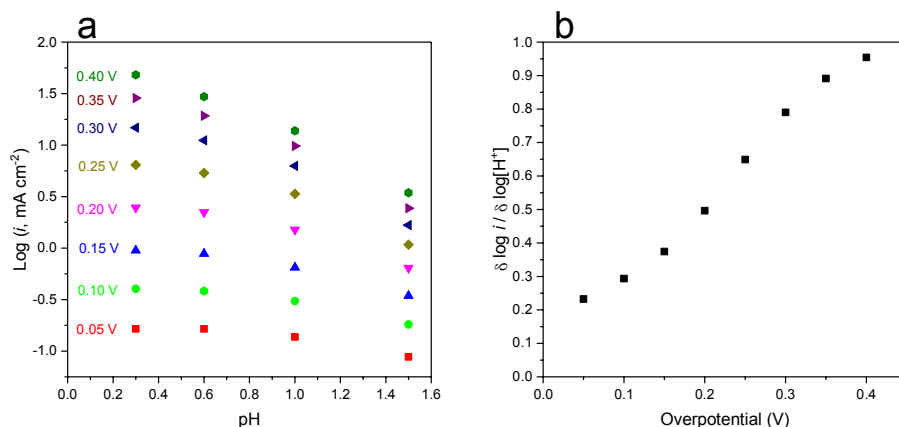 a
2.0
1.5
1.0
0.5
0.0
-0.5
-1.0
Log (i, mA cm-2)
0.40 V
0.35 V
0.30 V
0.25 V
0.20 V
0.15 V
0.10 V
0.05 V
0.0 0.2 0.4 0.6 0.8 1.0 1.2 1.4 1.6
pH
b
1.0
0.9
0.8
0.7
0.6
0.5
0.4
0.3
0.2
0.1
0.0
δ log i / δ log[H+]
0.0 0.1 0.2 0.3 0.4
Overpotential (V)